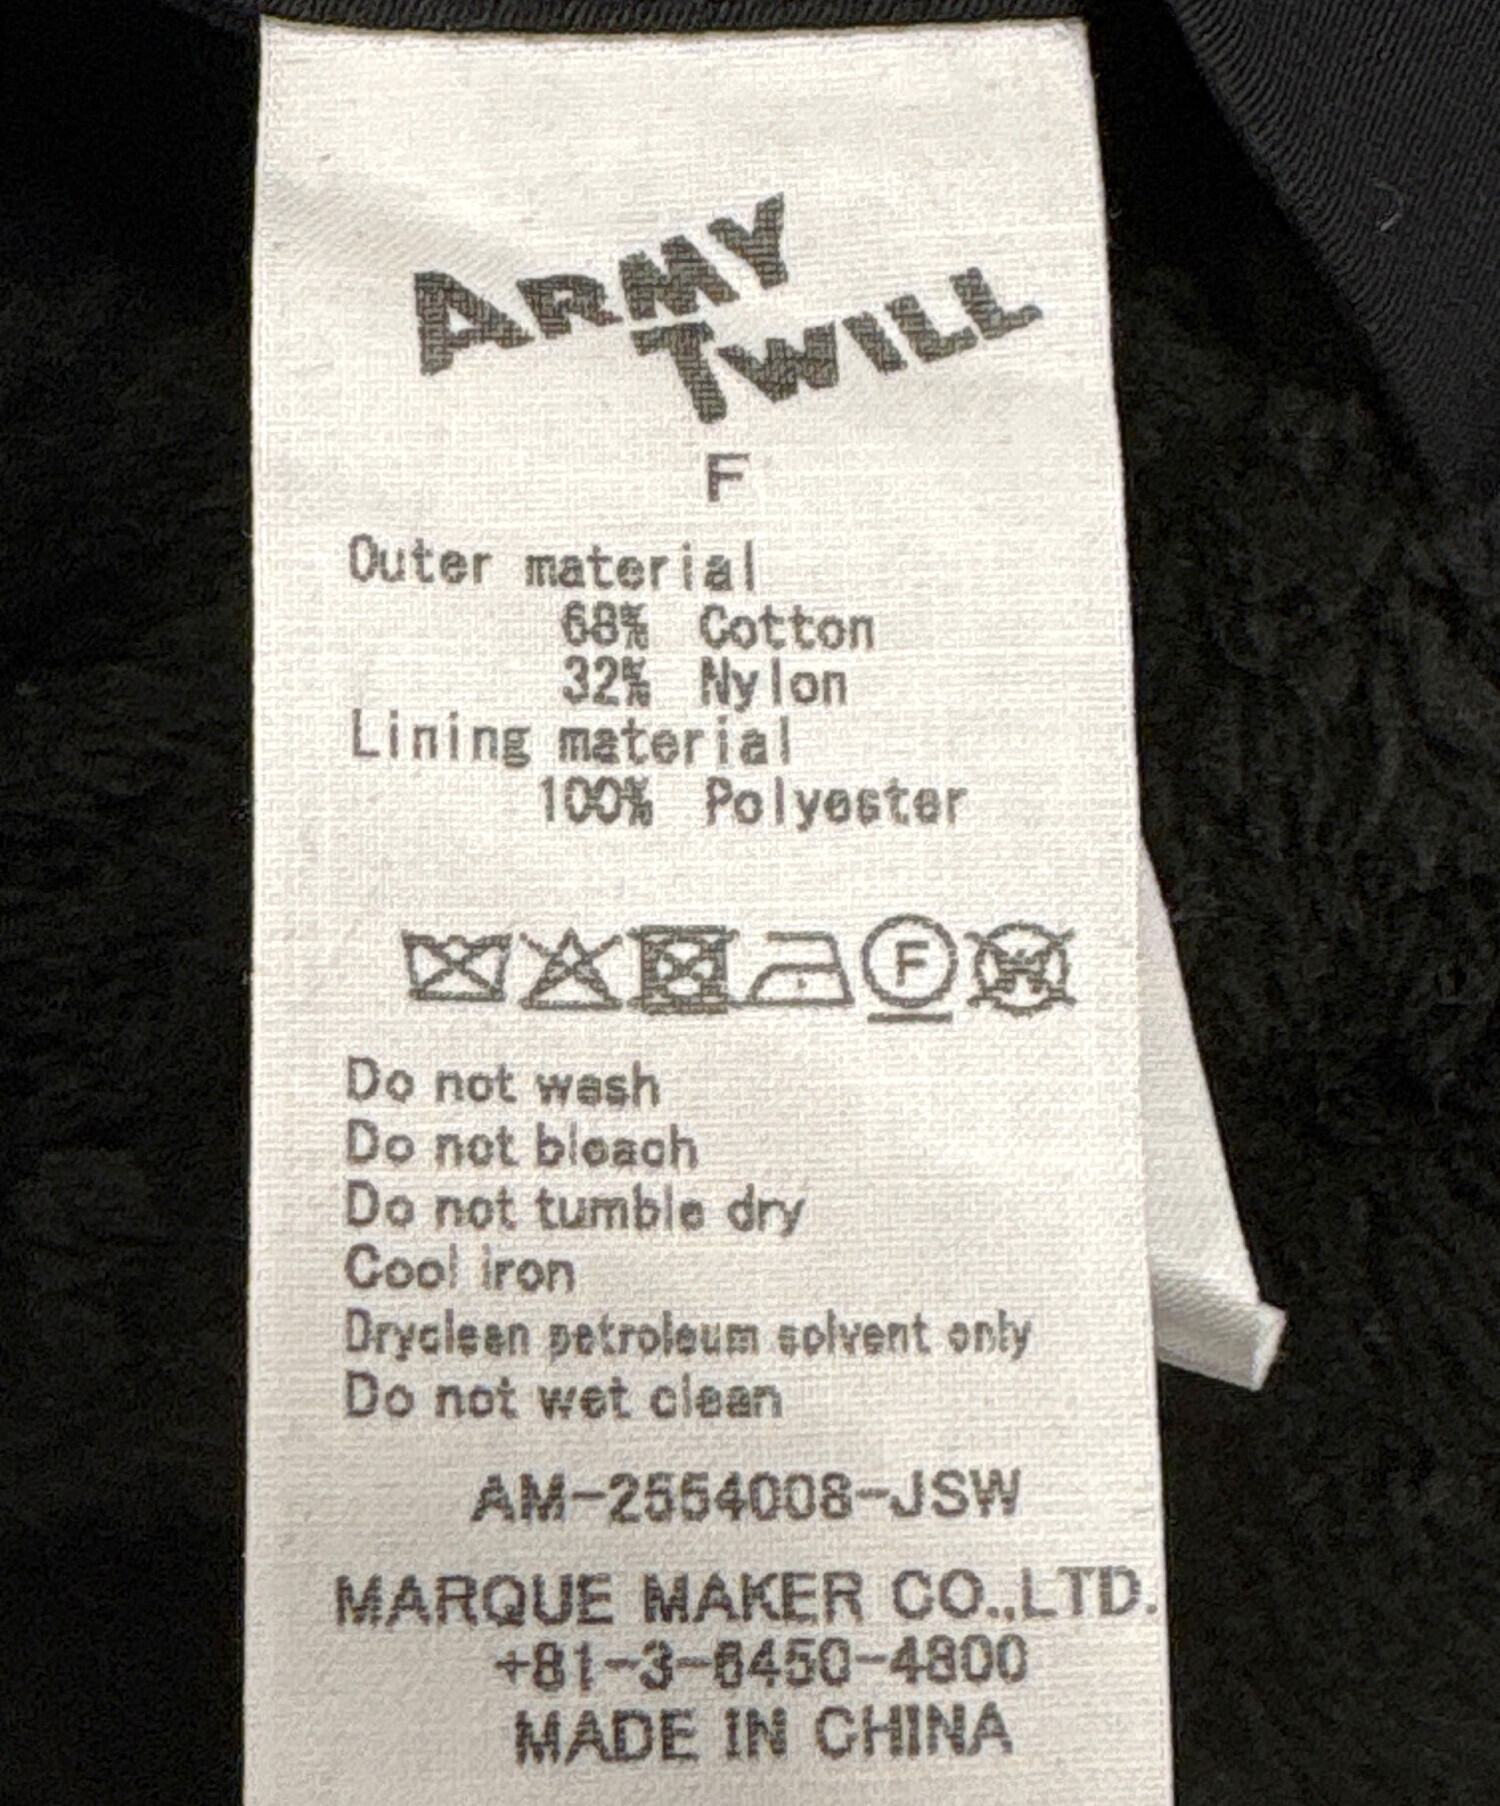 ARMY
TWILL
F
Outer material
68% Cotton
32% Nylon
Lining material
100% Polyester
F
W
Do not wash
Do not bleach
Do not tumble dry
Cool iron
Dryclean petroleum solvent only
Do not wet clean
AM-2554008-JSW
MARQUE MAKER CO.,LTD.
+81-3-6450-4800
MADE IN CHINA